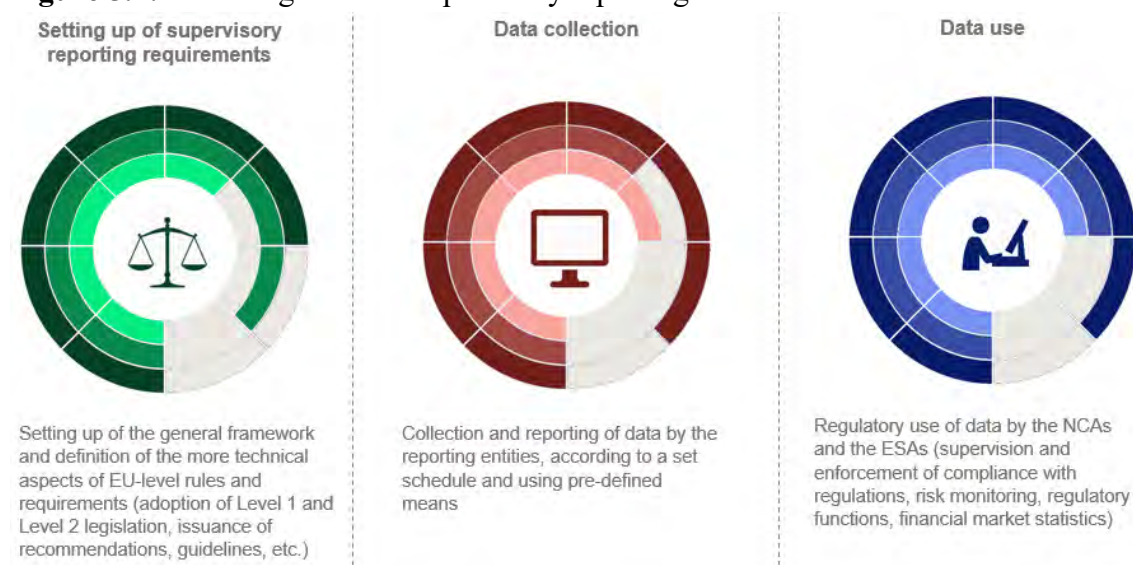 Setting up of supervisory
reporting requirements
Data collection
Data use
Setting up of the general framework
and definition of the more technical
aspects of EU-level rules and
requirements (adoption of Level 1 and
Level 2 legislation, issuance of
recommendations, guidelines, etc.)
Collection and reporting of data by the
reporting entities, according to a set
schedule and using pre-defined
means
Regulatory use of data by the NCAs
and the ESAs (supervision and
enforcement of compliance with
regulations, risk monitoring, regulatory
functions, financial market statistics)